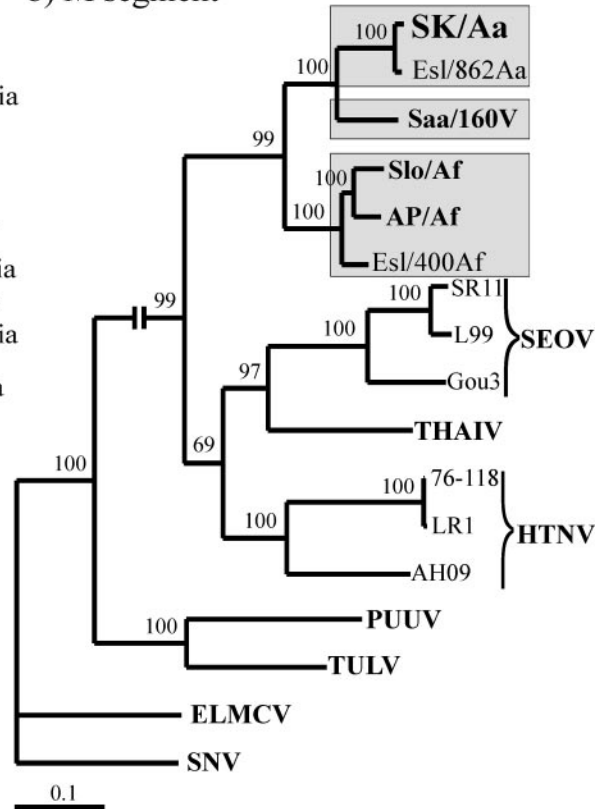 100
SK/Aa
100
Esl/862Aa
ia
Saa/160V
99
100
Slo/Af
100
AP/Af
ia
Esl/400Af
99
100
SR11
ia
100
L99
SEOV
a
97
Gou3
THAIV
69
100
76-118
100
LR1
HTNV
100
AH09
100
PUUV
TULV
ELMCV
SNV
0.1